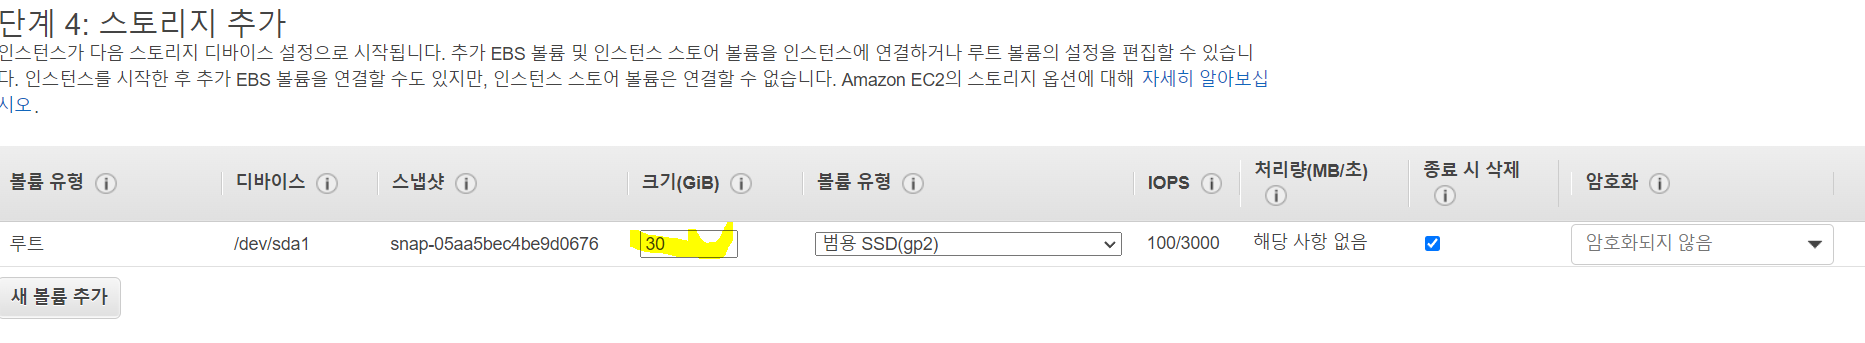 단계 4: 스토리지 추가
인스턴스가 다음 스토리지 디바이스 설정으로 시작됩니다. 추가 EBS 볼륨 및 인스턴스 스토어 볼륨을 인스턴스에 연결하거나 루트 볼륨의 설정을 편집할 수 있습니
다. 인스턴스를 시작한 후 추가 EBS 볼륨을 연결할 수도 있지만, 인스턴스 스토어 볼륨은 연결할 수 없습니다. Amazon EC2의 스토리지 옵션에 대해 자세히 알아보십
시오.
볼륨 유형 i 디바이스 i 스냅샷 i 크기(GiB) i 볼륨 유형 i IOPS i 처리량(MB/초) i 종료 시 삭제 i 암호화 i
루트 /dev/sda1 snap-05aa5bec4be9d0676 30 범용 SSD(gp2) 100/3000 해당 사항 없음 암호화되지 않음
새 볼륨 추가